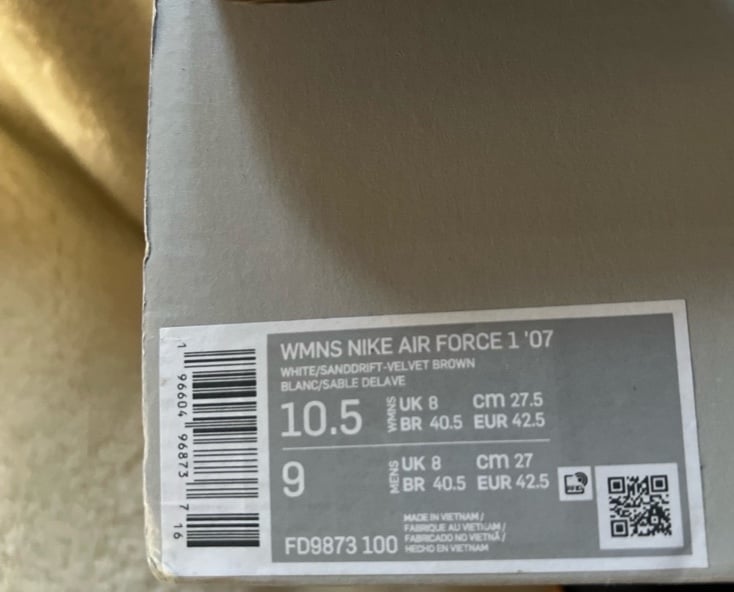 WMNS NIKE AIR FORCE 1 '07
WHITE/SANDDRIFT-VELVET BROWN
BLANC/SABLE DELAVE
10.5 WMNS UK 8 cm 27.5
BR 40.5 EUR 42.5
9 MENS UK 8 cm 27
BR 40.5 EUR 42.5
MADE IN VIETNAM /
FABRIQUE AU VIETNAM /
FABRICADO NO VIETNÃ /
HECHO EN VIETNAM
FD9873 100
1 96604 96873 7 16